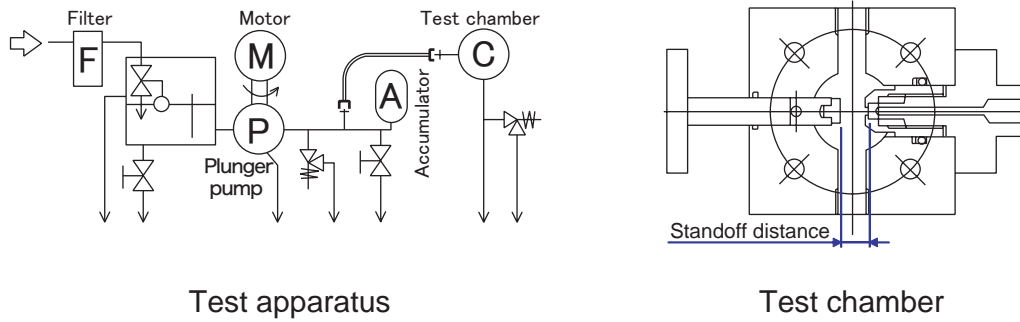 Filter
Motor
Test chamber
F
M
C
A
P
Accumulator
Plunger
pump
Standoff distance
Test apparatus
Test chamber